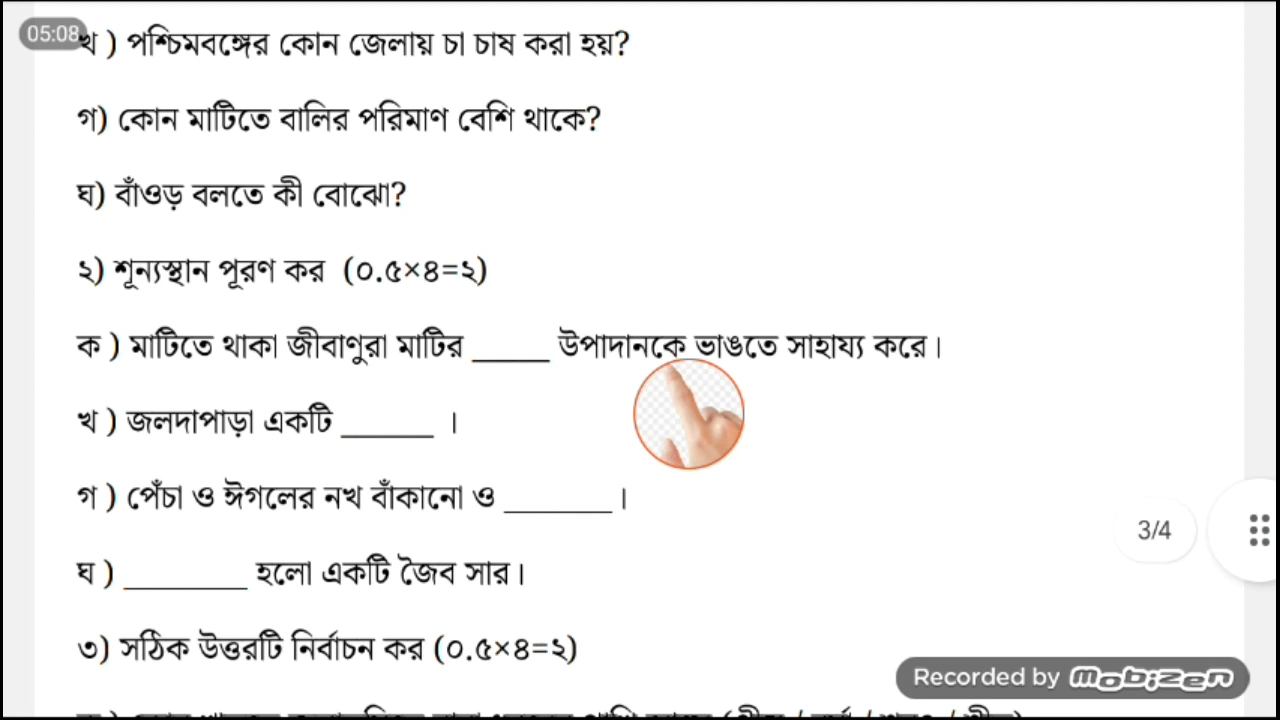 05:08
খ ) পশ্চিমবঙ্গের কোন জেলায় চা চাষ করা হয়?
গ) কোন মাটিতে বালির পরিমাণ বেশি থাকে?
ঘ) বাঁওড় বলতে কী বোঝো?
২) শূন্যস্থান পূরণ কর (০.৫×৪=২)
ক ) মাটিতে থাকা জীবাণুরা মাটির _____ উপাদানকে ভাঙতে সাহায্য করে।
খ ) জলদাপাড়া একটি ______ ।
গ ) পেঁচা ও ঈগলের নখ বাঁকানো ও _______।
ঘ ) ________ হলো একটি জৈব সার।
3/4
৩) সঠিক উত্তরটি নির্বাচন কর (০.৫×৪=২)
Recorded by Mobizen